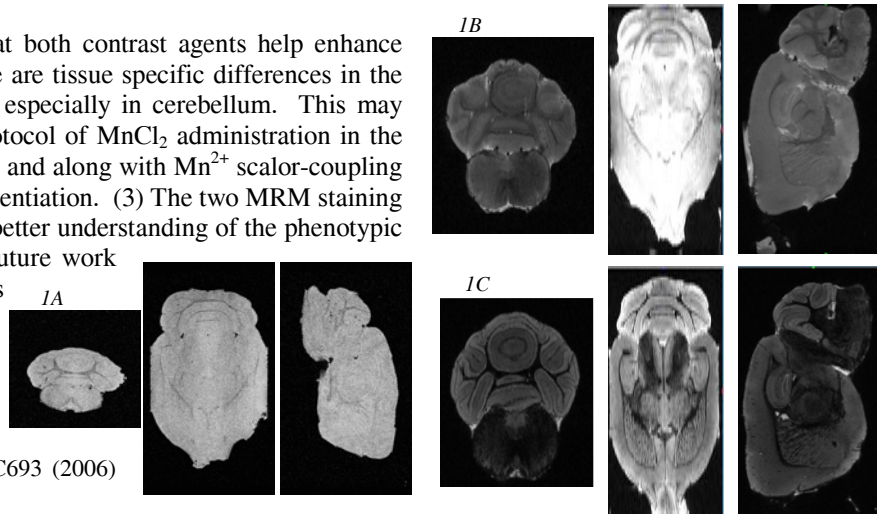 at both contrast agents help enhance
e are tissue specific differences in the
especially in cerebellum. This may
otocol of MnCl₂ administration in the
and along with Mn²⁺ scalor-coupling
entiation. (3) The two MRM staining
better understanding of the phenotypic
uture work
s
1A
1B
1C
C693 (2006)